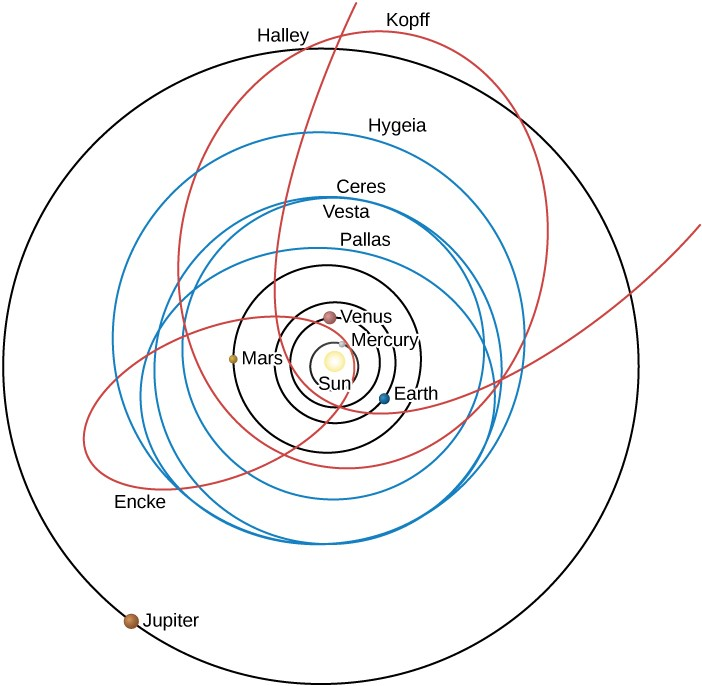 Kopff
Halley
Hygeia
Ceres
Vesta
Pallas
Venus
Mercury
Mars
Sun
Earth
Encke
Jupiter